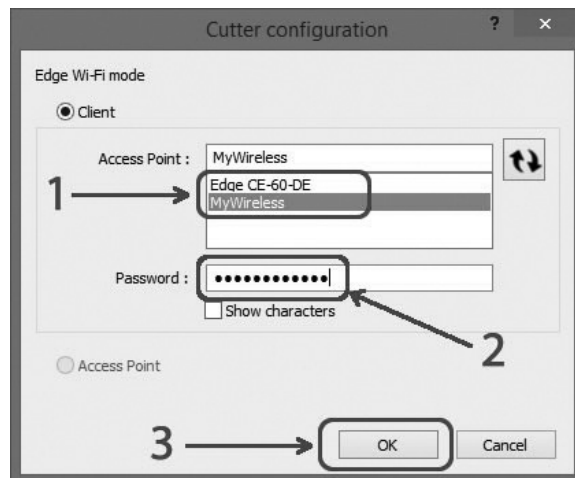 Cutter configuration ? ×
Edge Wi-Fi mode
Client
Access Point : MyWireless
1 Edge CE-60-DE
MyWireless
Password : ●●●●●●●●●●●●
Show characters
2
Access Point
3 OK Cancel